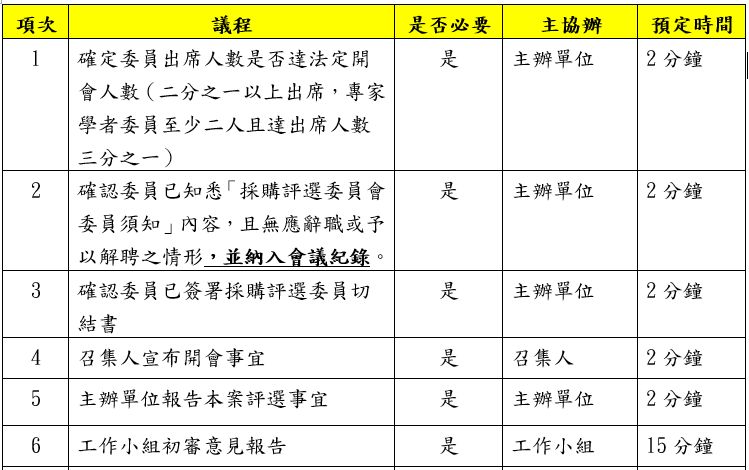 項次 議程 是否必要 主協辦 預定時間
1 確定委員出席人數是否達法定開 是 主辦單位 2 分鐘
會人數（二分之一以上出席，專家
學者委員至少二人且達出席人數
三分之一）
2 確認委員已知悉「採購評選委員會 是 主辦單位 2 分鐘
委員須知」內容，且無應辭職或予
以解聘之情形，並納入會議紀錄。
3 確認委員已簽署採購評選委員切 是 主辦單位 2 分鐘
結書
4 召集人宣布開會事宜 是 召集人 2 分鐘
5 主辦單位報告本案評選事宜 是 主辦單位 2 分鐘
6 工作小組初審意見報告 是 工作小組 15 分鐘